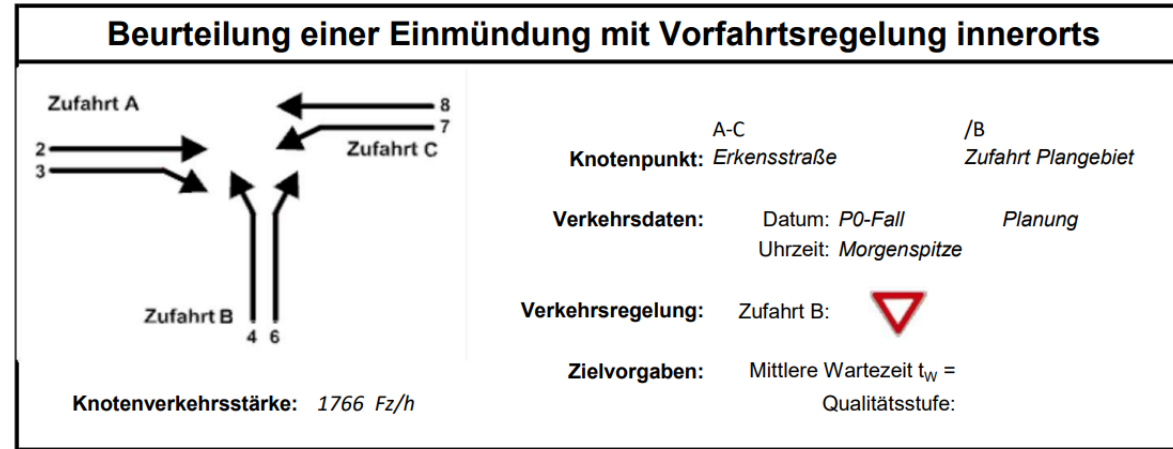 Beurteilung einer Einmündung mit Vorfahrtsregelung innerorts
Zufahrt A
8
7
2
Zufahrt C
3
Zufahrt B
4 6
Knotenverkehrsstärke: 1766 Fz/h
A-C /B
Knotenpunkt: Erkensstraße Zufahrt Plangebiet
Verkehrsdaten: Datum: P0-Fall Planung
Uhrzeit: Morgenspitze
Verkehrsregelung: Zufahrt B:
Zielvorgaben: Mittlere Wartezeit tW =
Qualitätsstufe: